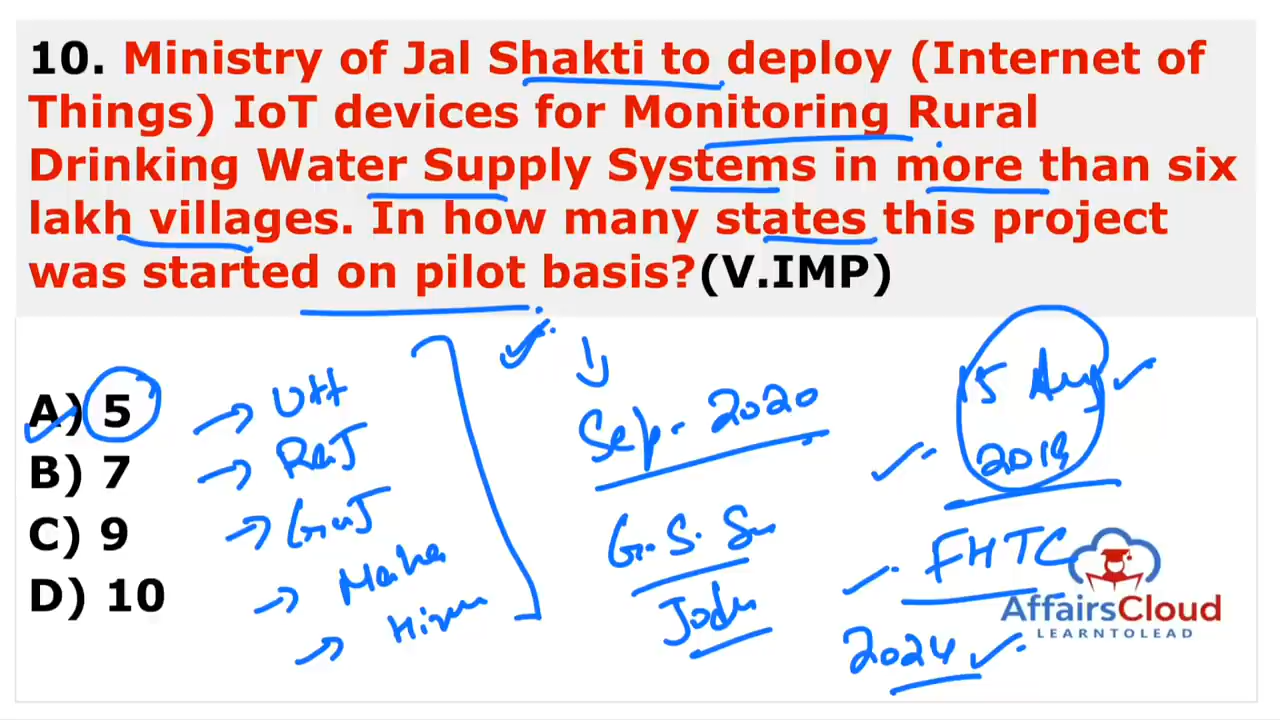 10. Ministry of Jal Shakti to deploy (Internet of
Things) IoT devices for Monitoring Rural
Drinking Water Supply Systems in more than six
lakh villages. In how many states this project
was started on pilot basis?(V.IMP)
A) 5
B) 7
C) 9
D) 10
Utt
Raj
Guj
Maha
Him
Sep. 2020
G. S. 
Jodh
15 Aug
2019
FHTC
2024
AffairsCloud
LEARNTOLEAD